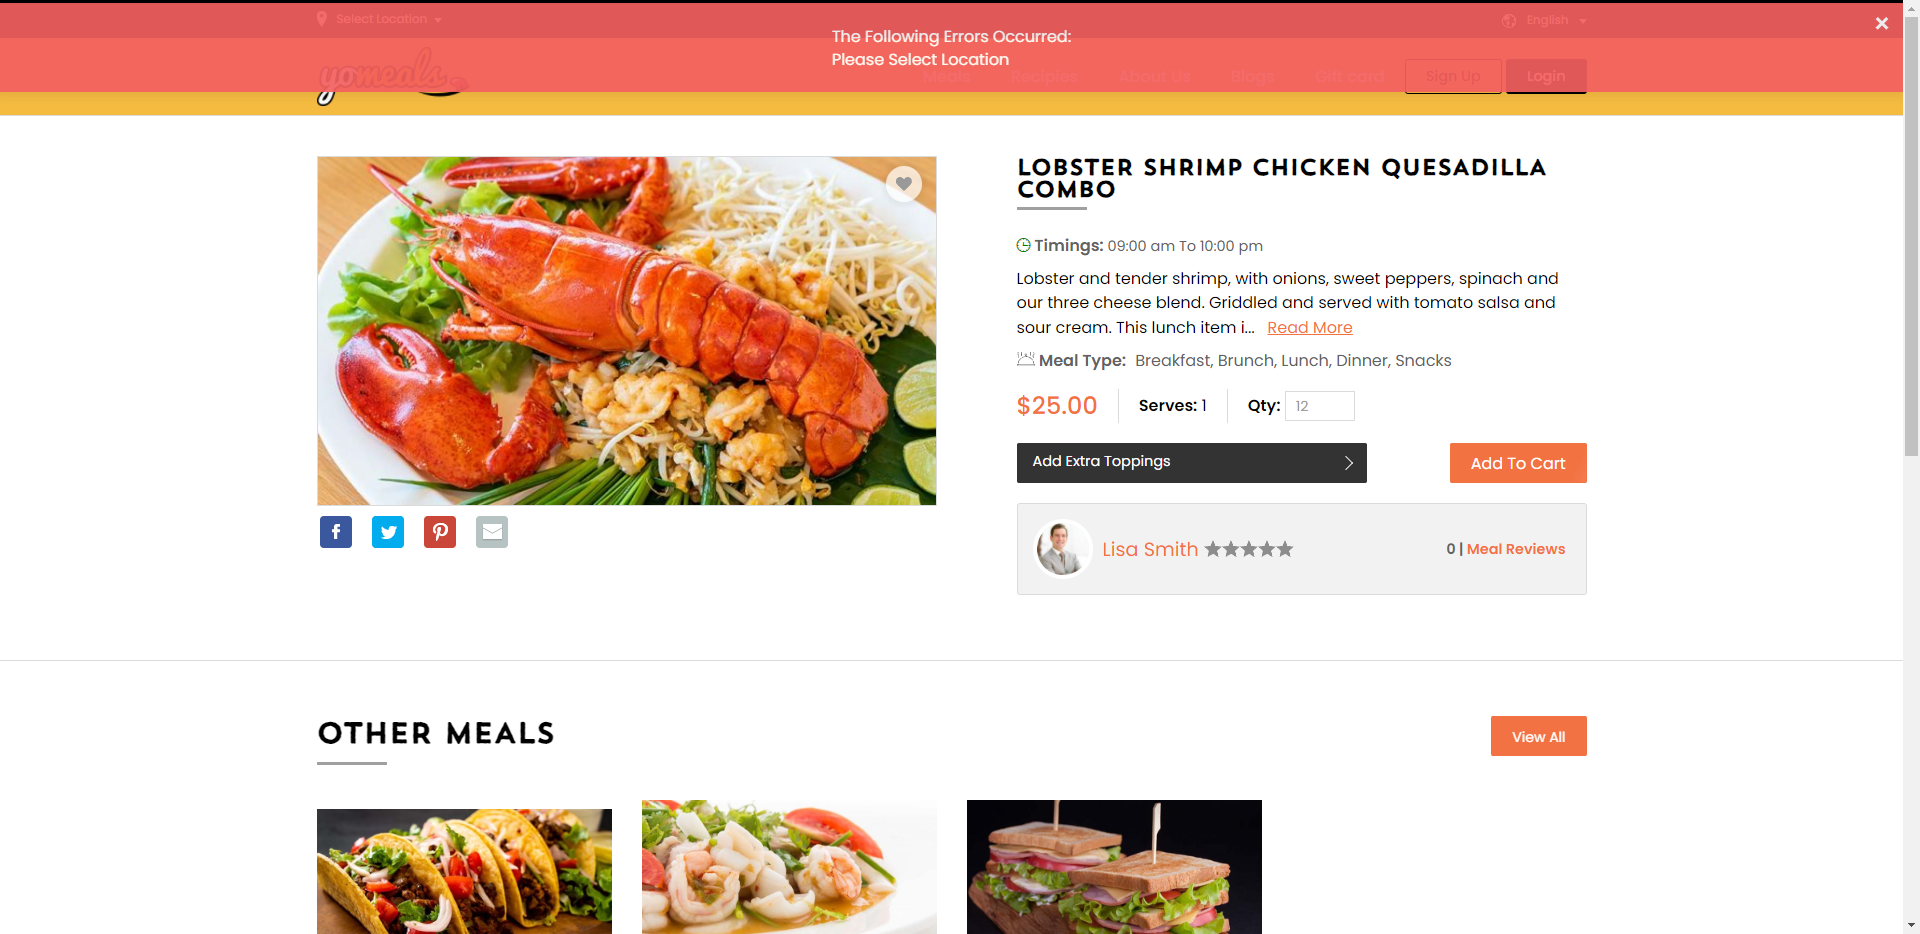 Select Location
English
The Following Errors Occurred:
Please Select Location
yomeals
Meals Recipies About Us Blogs Gift card Sign Up Login
LOBSTER SHRIMP CHICKEN QUESADILLA
COMBO
Timings: 09:00 am To 10:00 pm
Lobster and tender shrimp, with onions, sweet peppers, spinach and
our three cheese blend. Griddled and served with tomato salsa and
sour cream. This lunch item i... Read More
Meal Type: Breakfast, Brunch, Lunch, Dinner, Snacks
$25.00 Serves: 1 Qty: 12
Add Extra Toppings
Add To Cart
Lisa Smith
0 | Meal Reviews
OTHER MEALS
View All